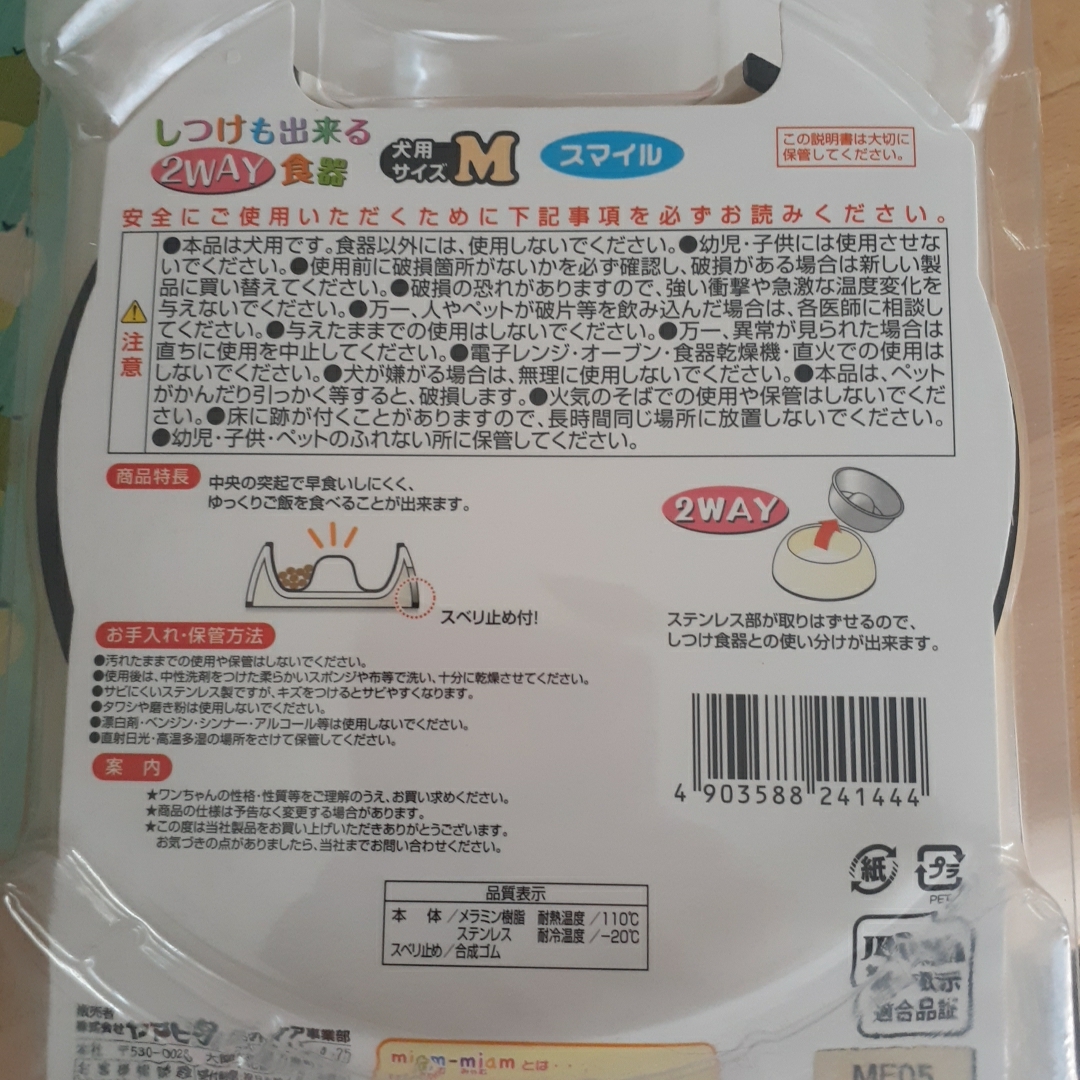 しつけも出来る
2WAY 食器
犬用
サイズ M
スマイル
この説明書は大切に
保管してください。
安全にご使用いただくために下記事項を必ずお読みください。
注意
●本品は犬用です。食器以外には、使用しないでください。●幼児・子供には使用させな
いでください。●使用前に破損箇所がないかを必ず確認し、破損がある場合は新しい製
品に買い替えてください。●破損の恐れがありますので、強い衝撃や急激な温度変化を
与えないでください。●万一、人やペットが破片等を飲み込んだ場合は、各医師に相談し
てください。●与えたままでの使用はしないでください。●万一、異常が見られた場合は
直ちに使用を中止してください。●電子レンジ・オーブン・食器乾燥機・直火での使用は
しないでください。●犬が嫌がる場合は、無理に使用しないでください。●本品は、ペット
がかんだり引っかく等すると、破損します。●火気のそばでの使用や保管はしないでくだ
さい。●床に跡が付くことがありますので、長時間同じ場所に放置しないでください。
●幼児・子供・ペットのふれない所に保管してください。
商品特長
中央の突起で早食いしにくく、
ゆっくりご飯を食べることが出来ます。
スベリ止め付!
2WAY
ステンレス部が取りはずせるので、
しつけ食器との使い分けが出来ます。
お手入れ・保管方法
●汚れたままでの使用や保管はしないでください。
●使用後は、中性洗剤をつけた柔らかいスポンジや布等で洗い、十分に乾燥させてください。
●サビにくいステンレス製ですが、キズをつけるとサビやすくなります。
●タワシや磨き粉は使用しないでください。
●漂白剤・ベンジン・シンナー・アルコール等は使用しないでください。
●直射日光・高温多湿の場所をさけて保管してください。
案 内
★ワンちゃんの性格・性質等をご理解のうえ、お買い求めください。
★商品の仕様は予告なく変更する場合があります。
★この度は当社製品をお買い上げいただきありがとうございます。
お気づきの点がありましたら、当社までお問い合わせください。
4 903588 241444
紙
プラ
PET
品質表示
本 体／メラミン樹脂 耐熱温度／110℃
ステンレス 耐冷温度／-20℃
スベリ止め／合成ゴム
表示
適合品証
販売者
株式会社ヤマヒサ 事業部
本社 〒530-002
miam-miam とは・・・
ME05